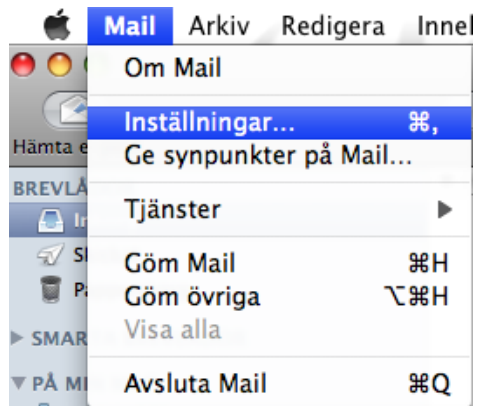 Mail Arkiv Redigera
Om Mail
Inställningar... ⌘,
Hämta
Ge synpunkter på Mail...
Tjänster
Göm Mail ⌘H
Göm övriga ⌥⌘H
Visa alla
PÅ
Avsluta Mail ⌘Q